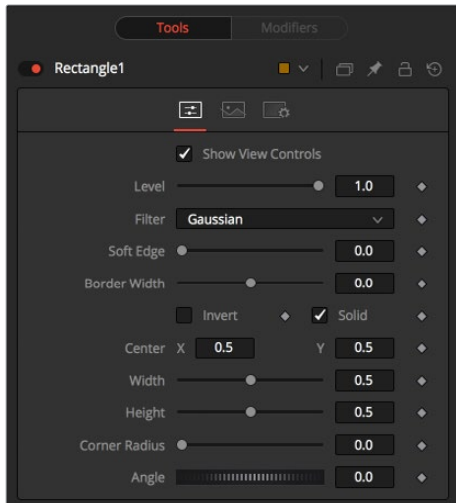 Tools Modifiers
Rectangle1
Show View Controls
Level 1.0
Filter Gaussian
Soft Edge 0.0
Border Width 0.0
Invert Solid
Center X 0.5 Y 0.5
Width 0.5
Height 0.5
Corner Radius 0.0
Angle 0.0